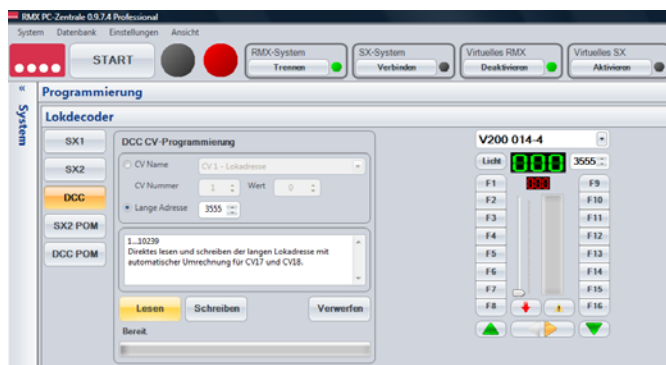 RMX PC-Zentrale 0.9.7.4 Professional
System Datenbank Einstellungen Ansicht
START
RMX-System
Trennen
SX-System
Verbinden
Virtuelles RMX
Deaktivieren
Virtuelles SX
Aktivieren
« Programmierung
System
Lokdecoder
SX1
SX2
DCC
SX2 POM
DCC POM
DCC CV-Programmierung
CV Name CV 1 - Lokadresse
CV Nummer 1 Wert 0
Lange Adresse 3555
1...10239
Direktes lesen und schreiben der langen Lokadresse mit
automatischer Umrechnung für CV17 und CV18.
Lesen Schreiben Verwerfen
Bereit.
V200 014-4
Licht 000 3555
F1 000 F9
F2 F10
F3 F11
F4 F12
F5 F13
F6 F14
F7 F15
F8 F16